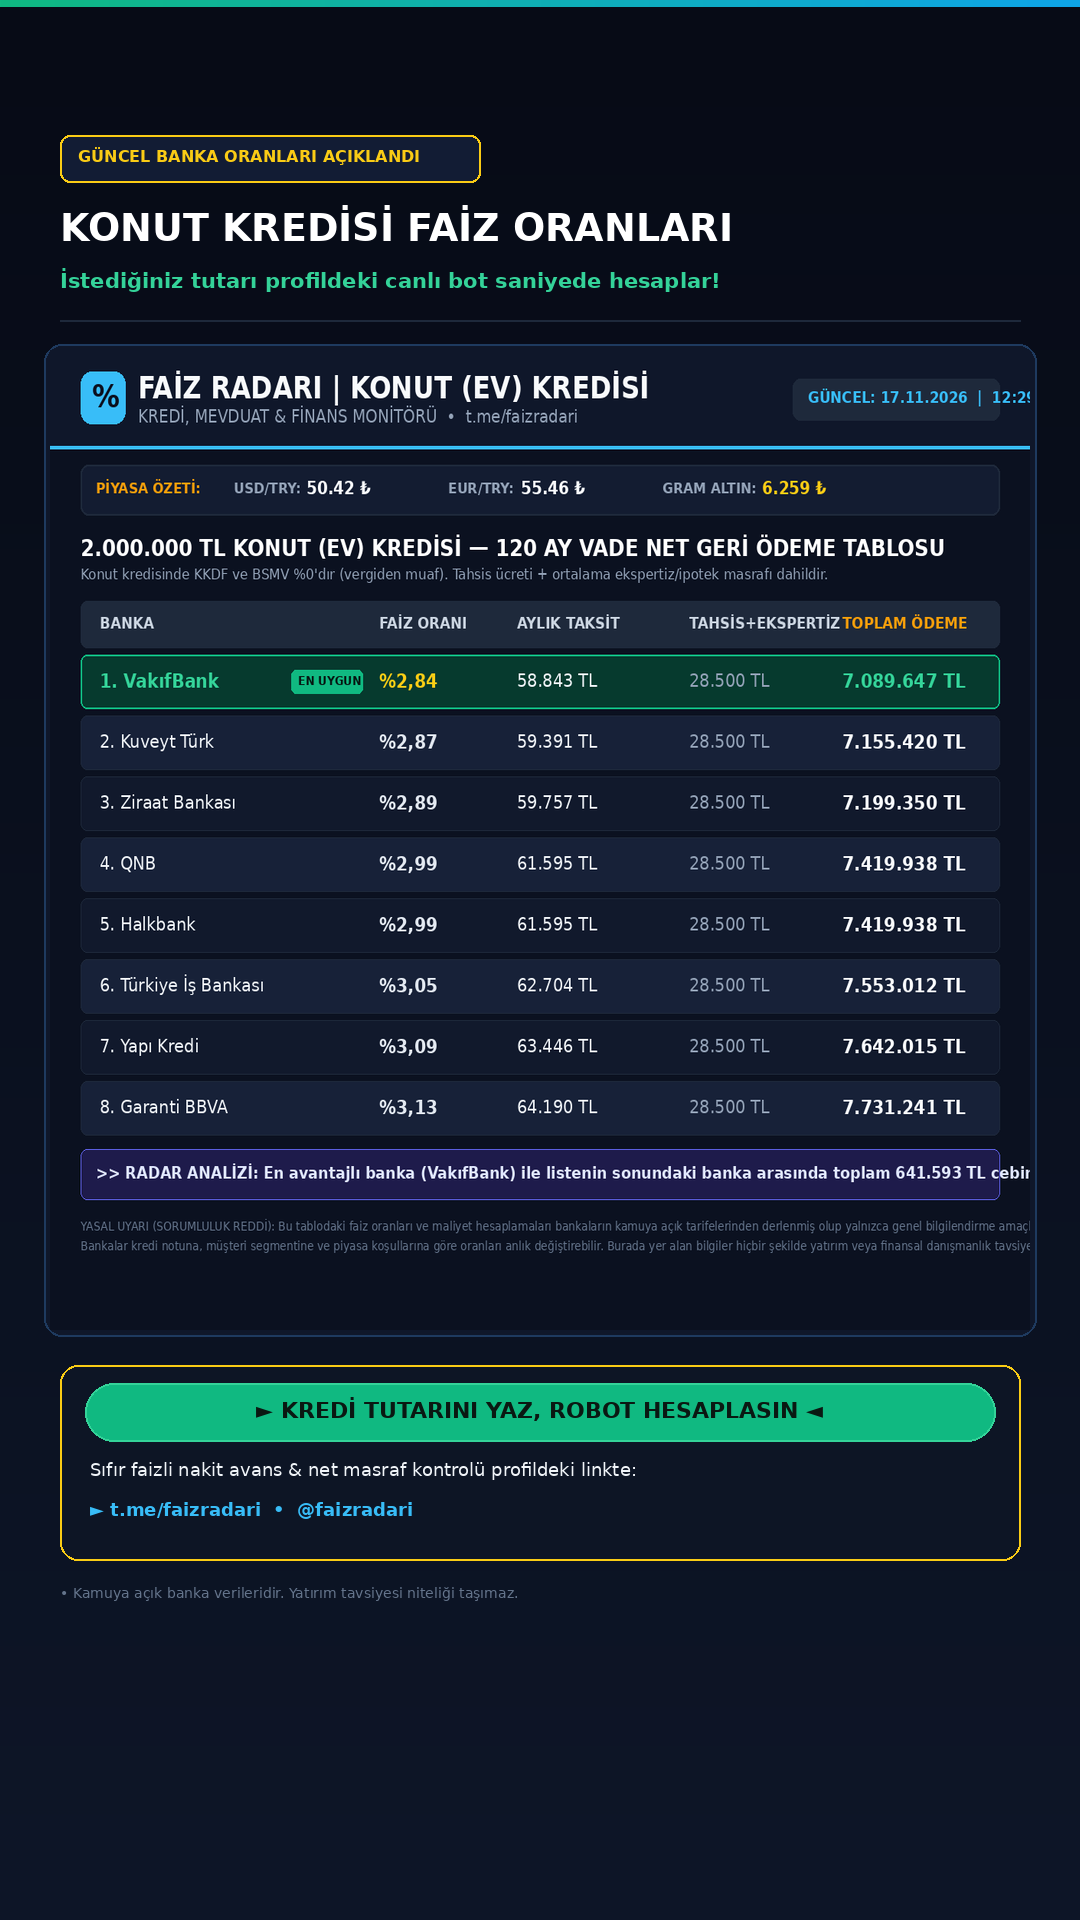 GÜNCEL BANKA ORANLARI AÇIKLANDI
KONUT KREDİSİ FAİZ ORANLARI
İstediğiniz tutarı profildeki canlı bot saniyede hesaplar!
% FAİZ RADARI | KONUT (EV) KREDİSİ
KREDİ, MEVDUAT & FİNANS MONİTÖRÜ • t.me/faizradari
GÜNCEL: 17.11.2026 | 12:29
PİYASA ÖZETİ: USD/TRY: 50.42 ₺ EUR/TRY: 55.46 ₺ GRAM ALTIN: 6.259 ₺
2.000.000 TL KONUT (EV) KREDİSİ — 120 AY VADE NET GERİ ÖDEME TABLOSU
Konut kredisinde KKDF ve BSMV %0'dır (vergiden muaf). Tahsis ücreti + ortalama ekspertiz/ipotek masrafı dahildir.
BANKA FAİZ ORANI AYLIK TAKSİT TAHSİS+EKSPERTİZ TOPLAM ÖDEME
1. VakıfBank EN UYGUN %2,84 58.843 TL 28.500 TL 7.089.647 TL
2. Kuveyt Türk %2,87 59.391 TL 28.500 TL 7.155.420 TL
3. Ziraat Bankası %2,89 59.757 TL 28.500 TL 7.199.350 TL
4. QNB %2,99 61.595 TL 28.500 TL 7.419.938 TL
5. Halkbank %2,99 61.595 TL 28.500 TL 7.419.938 TL
6. Türkiye İş Bankası %3,05 62.704 TL 28.500 TL 7.553.012 TL
7. Yapı Kredi %3,09 63.446 TL 28.500 TL 7.642.015 TL
8. Garanti BBVA %3,13 64.190 TL 28.500 TL 7.731.241 TL
>> RADAR ANALİZİ: En avantajlı banka (VakıfBank) ile listenin sonundaki banka arasında toplam 641.593 TL cebin
YASAL UYARI (SORUMLULUK REDDİ): Bu tablodaki faiz oranları ve maliyet hesaplamaları bankaların kamuya açık tarifelerinden derlenmiş olup yalnızca genel bilgilendirme amaçl
Bankalar kredi notuna, müşteri segmentine ve piyasa koşullarına göre oranları anlık değiştirebilir. Burada yer alan bilgiler hiçbir şekilde yatırım veya finansal danışmanlık tavsiye
► KREDİ TUTARINI YAZ, ROBOT HESAPLASIN ◄
Sıfır faizli nakit avans & net masraf kontrolü profildeki linkte:
► t.me/faizradari • @faizradari
• Kamuya açık banka verileridir. Yatırım tavsiyesi niteliği taşımaz.